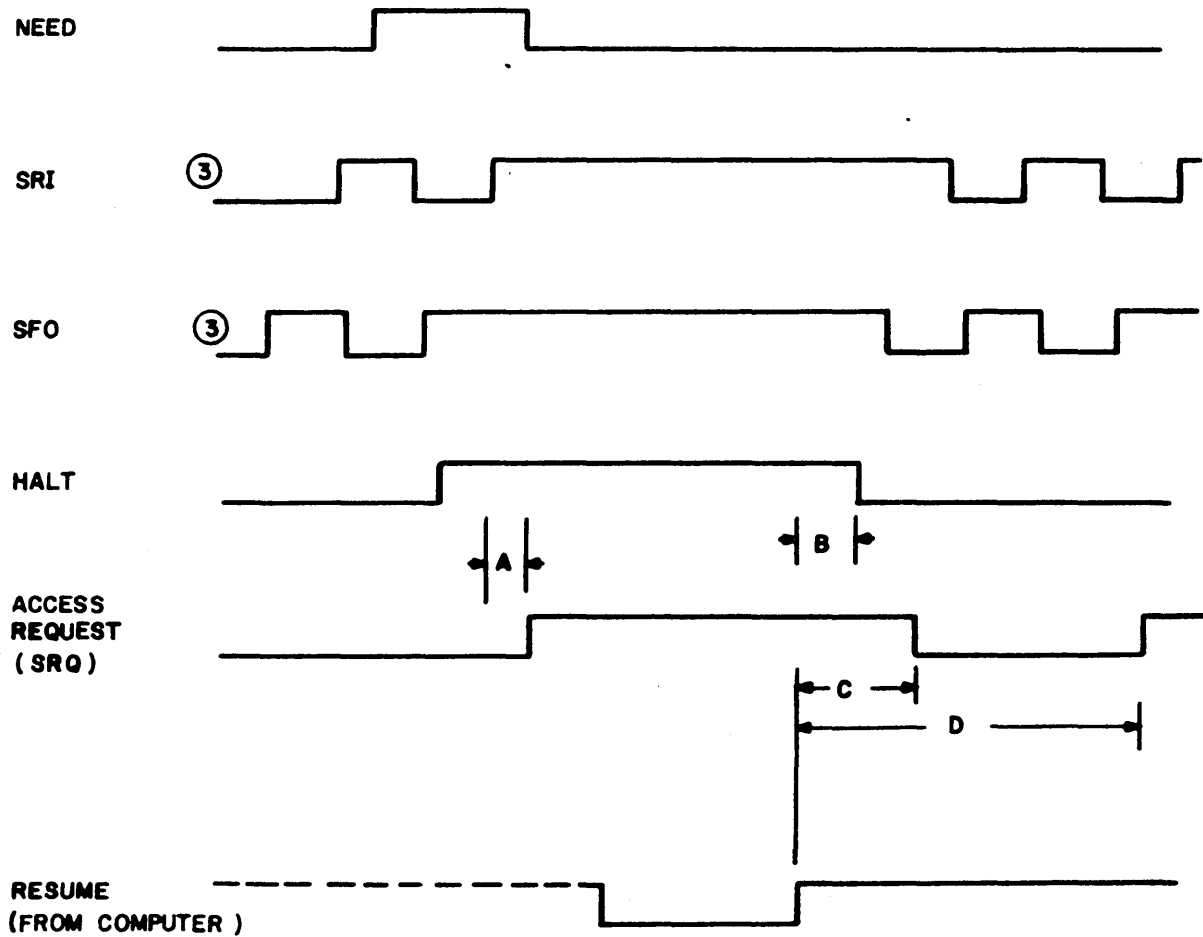 NEED
SRI
3
SFO
3
HALT
A
B
ACCESS
REQUEST
(SRQ)
C
D
RESUME
(FROM COMPUTER)